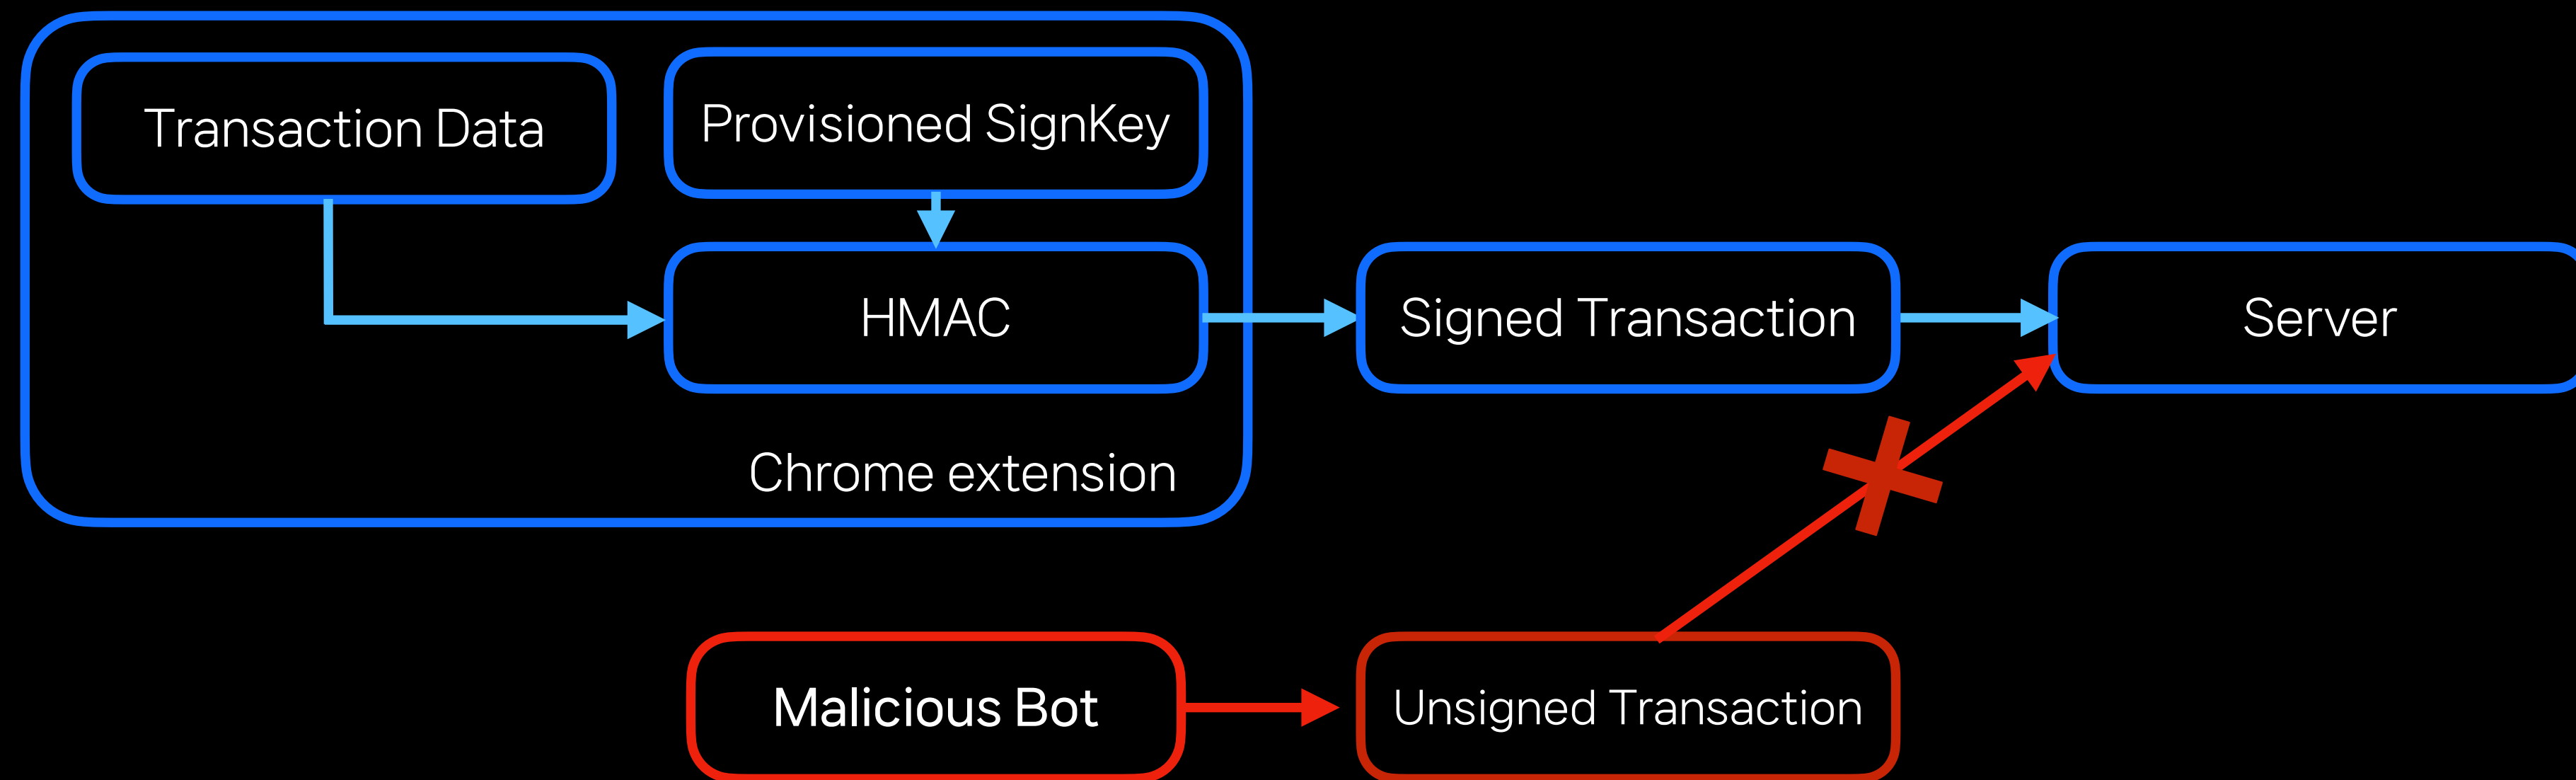 Transaction Data
Provisioned SignKey
HMAC
Signed Transaction
Server
Chrome extension
Malicious Bot
Unsigned Transaction